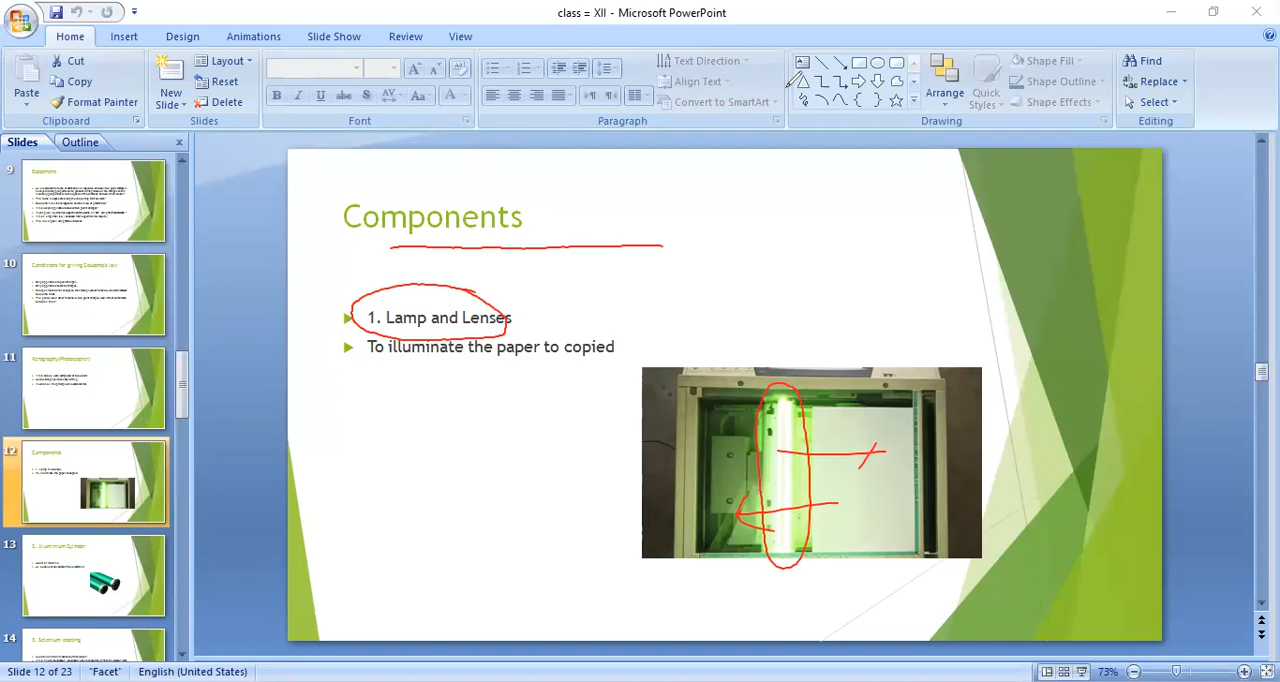 class = XII - Microsoft PowerPoint
Home Insert Design Animations Slide Show Review View
Paste
Cut
Copy
Format Painter
Clipboard
New Slide
Layout
Reset
Delete
Slides
B I U abc S AV Aa A
Font
Text Direction
Align Text
Convert to SmartArt
Paragraph
Arrange
Quick Styles
Shape Fill
Shape Outline
Shape Effects
Drawing
Find
Replace
Select
Editing
Slides Outline
9
10
Conditions for giving Coulomb's law
11
Xerography(Photocopier)
12
Components
13
2. Aluminium Cylinder
14
3. Selenium coating
Components
1. Lamp and Lenses
To illuminate the paper to copied
Slide 12 of 23 "Facet" English (United States) 73%